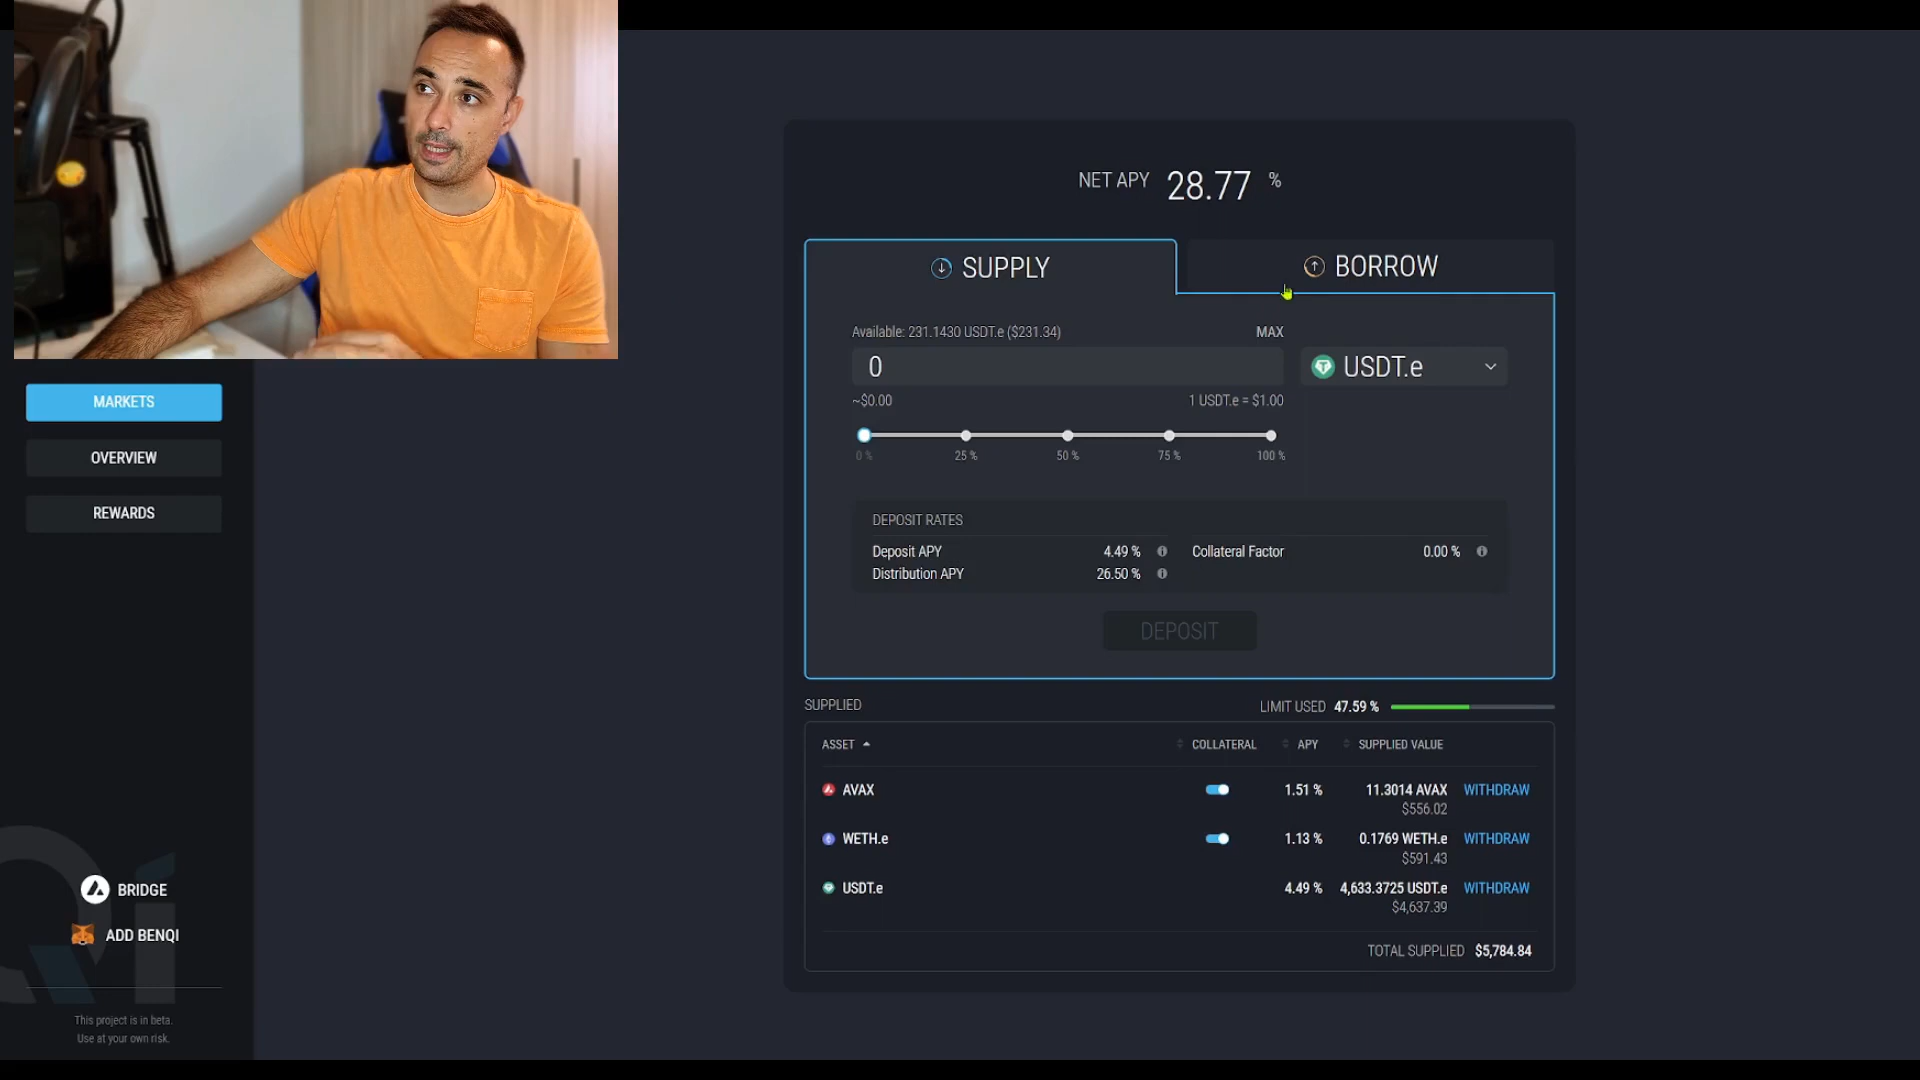 NET APY 28.77 %
SUPPLY
BORROW
Available: 231.1430 USDT.e ($231.34) MAX
0 USDT.e
~$0.00 1 USDT.e = $1.00
0 % 25 % 50 % 75 % 100 %
DEPOSIT RATES
Deposit APY 4.49 % Collateral Factor 0.00 %
Distribution APY 26.50 %
DEPOSIT
MARKETS
OVERVIEW
REWARDS
SUPPLIED LIMIT USED 47.59 %
ASSET COLLATERAL APY SUPPLIED VALUE
AVAX 1.51 % 11.3014 AVAX WITHDRAW
$556.02
WETH.e 1.13 % 0.1769 WETH.e WITHDRAW
$591.43
USDT.e 4.49 % 4,633.3725 USDT.e WITHDRAW
$4,637.39
TOTAL SUPPLIED $5,784.84
BRIDGE
ADD BENQI
This project is in beta.
Use at your own risk.